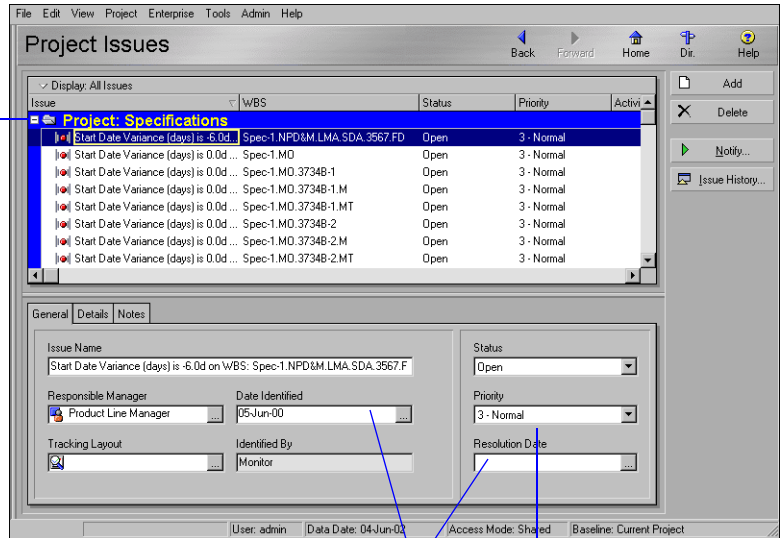 File Edit View Project Enterprise Tools Admin Help
Project Issues
Back Forward Home Dir. Help
Display: All Issues
Issue WBS Status Priority Activi
Project: Specifications
Start Date Variance (days) is -6.0d... Spec-1.NPD&M.LMA.SDA.3567.FD Open 3 - Normal
Start Date Variance (days) is 0.0d ... Spec-1.MO Open 3 - Normal
Start Date Variance (days) is 0.0d ... Spec-1.MO.3734B-1 Open 3 - Normal
Start Date Variance (days) is 0.0d ... Spec-1.MO.3734B-1.M Open 3 - Normal
Start Date Variance (days) is 0.0d ... Spec-1.MO.3734B-1.MT Open 3 - Normal
Start Date Variance (days) is 0.0d ... Spec-1.MO.3734B-2 Open 3 - Normal
Start Date Variance (days) is 0.0d ... Spec-1.MO.3734B-2.M Open 3 - Normal
Start Date Variance (days) is 0.0d ... Spec-1.MO.3734B-2.MT Open 3 - Normal
Add
Delete
Notify...
Issue History...
General Details Notes
Issue Name
Start Date Variance (days) is -6.0d on WBS: Spec-1.NPD&M.LMA.SDA.3567.F
Responsible Manager Date Identified
Product Line Manager ... 05-Jun-00 ...
Tracking Layout Identified By
... Monitor
Status
Open
Priority
3 - Normal
Resolution Date
...
User: admin Data Date: 04-Jun-02 Access Mode: Shared Baseline: Current Project